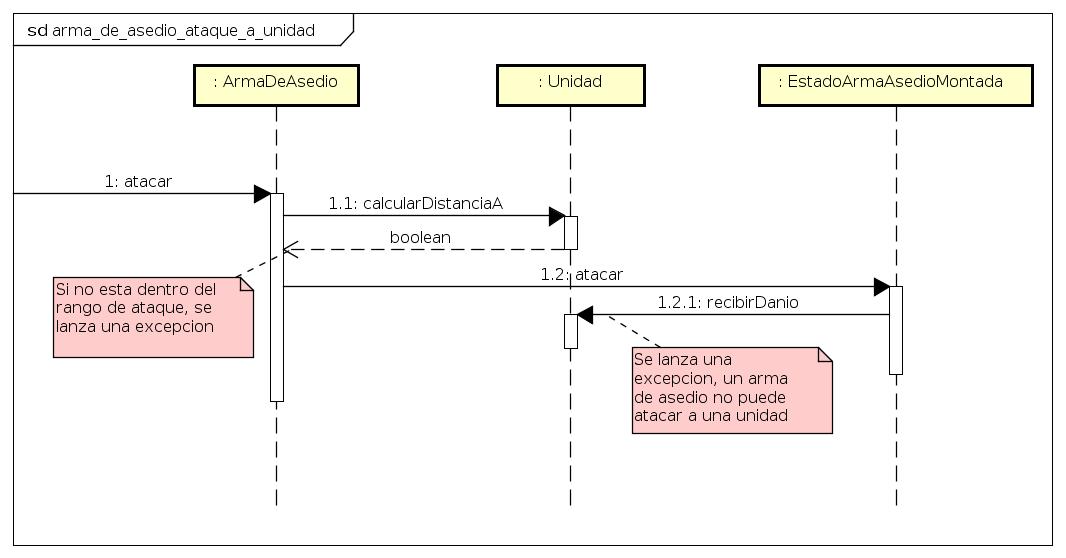 sd arma_de_asedio_ataque_a_unidad
: ArmaDeAsedio
: Unidad
: EstadoArmaAsedioMontada
1: atacar
1.1: calcularDistanciaA
boolean
1.2: atacar
Si no esta dentro del
rango de ataque, se
lanza una excepcion
1.2.1: recibirDanio
Se lanza una
excepcion, un arma
de asedio no puede
atacar a una unidad